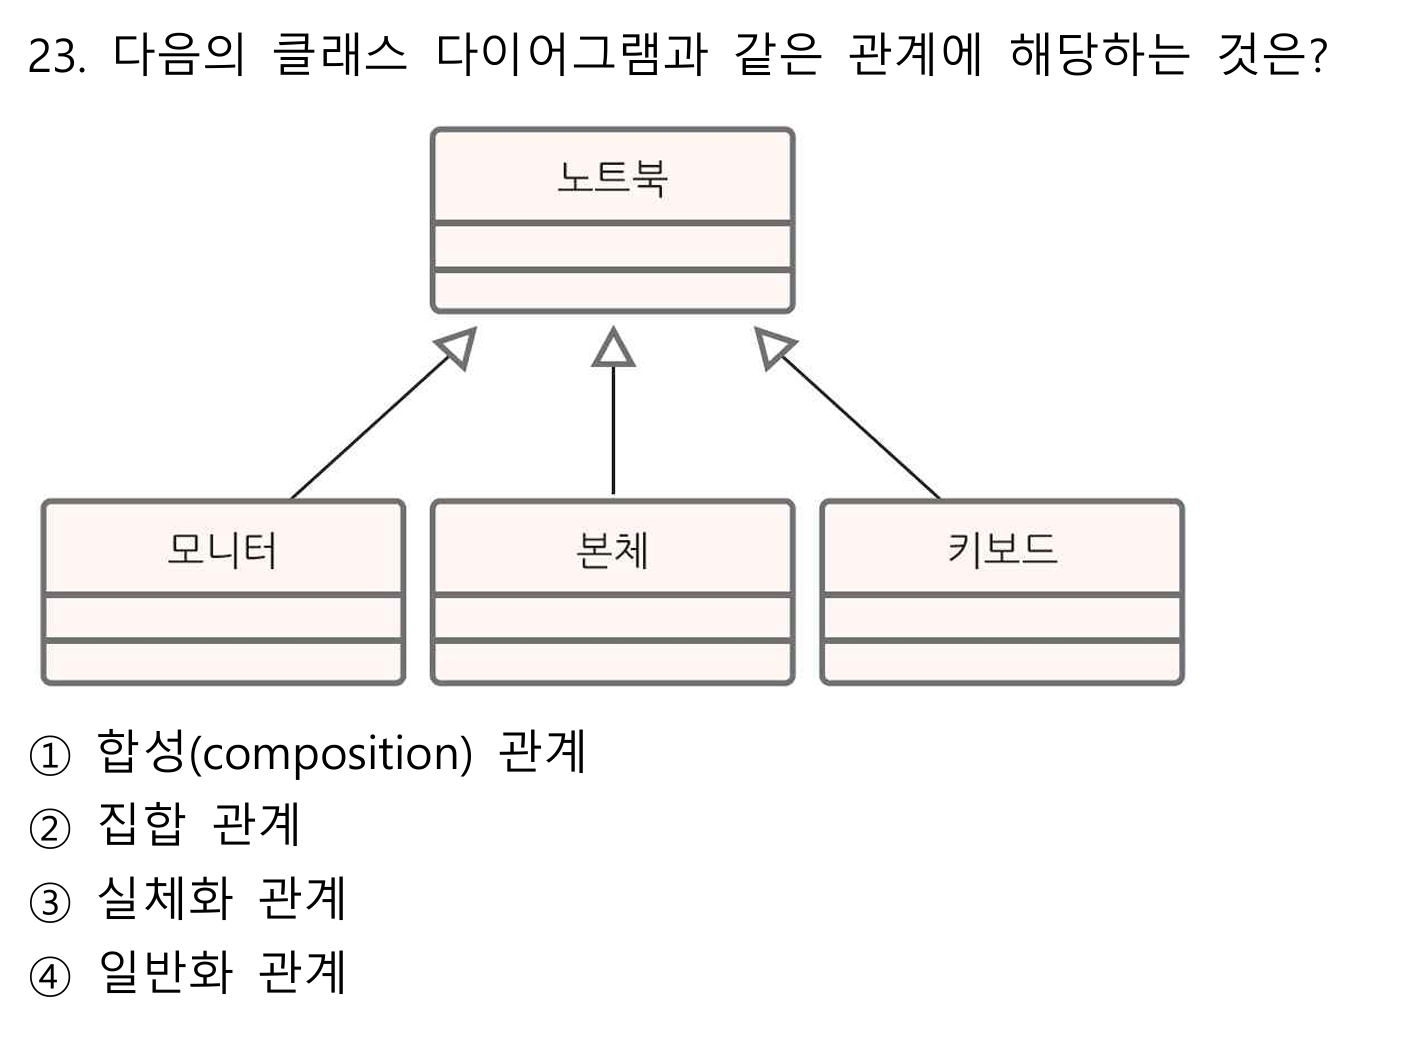 23. 다음의 클래스 다이어그램과 같은 관계에 해당하는 것은?
노트북
모니터 본체 키보드
① 합성(composition) 관계
② 집합 관계
③ 실체화 관계
④ 일반화 관계